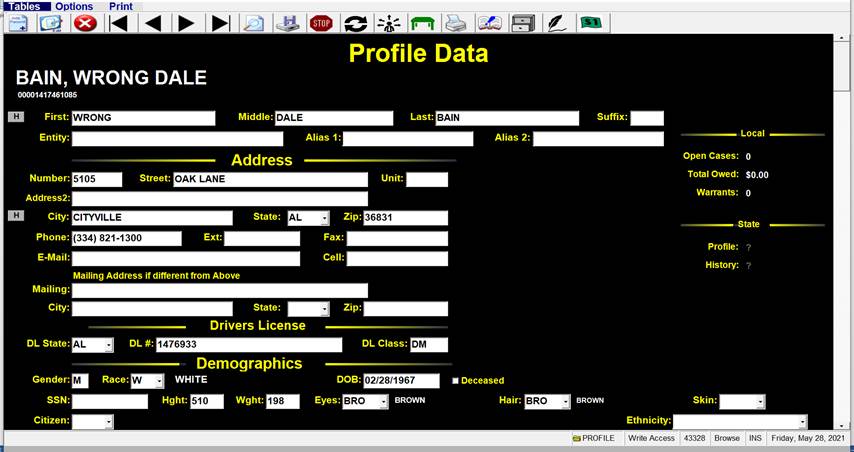 Tables Options Print
STOP $1
Profile Data
BAIN, WRONG DALE
00001417461085
H First: WRONG Middle: DALE Last: BAIN Suffix:
Entity: Alias 1: Alias 2:
Local
Address
Open Cases: 0
Number: 5105 Street: OAK LANE Unit:
Total Owed: $0.00
Address2:
Warrants: 0
H City: CITYVILLE State: AL Zip: 36831
State
Phone: (334) 821-1300 Ext: Fax:
Profile: ?
E-Mail: Cell:
History: ?
Mailing Address if different from Above
Mailing:
City: State: Zip:
Drivers License
DL State: AL DL #: 1476933 DL Class: DM
Demographics
Gender: M Race: W WHITE DOB: 02/28/1967 Deceased
SSN: Hght: 510 Wght: 198 Eyes: BRO BROWN Hair: BRO BROWN Skin:
Citizen: Ethnicity:
PROFILE Write Access 43328 Browse INS Friday, May 28, 2021